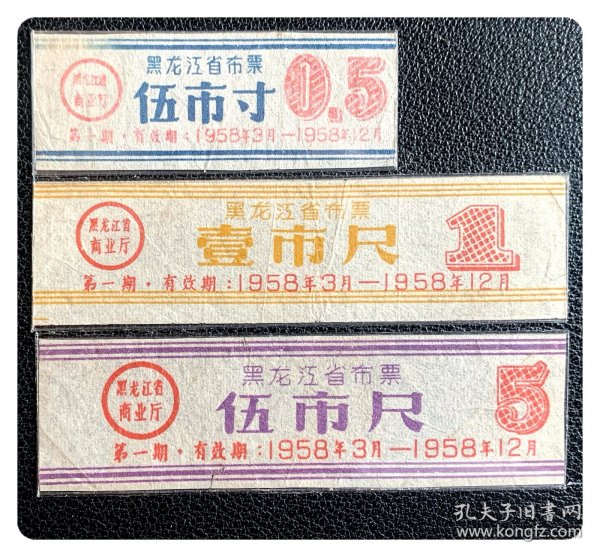 黑龙江省布票
黑龙江省
商业厅
伍市寸
0.5
第一期·有效期:1958年3月—1958年12月
黑龙江省布票
黑龙江省
商业厅
壹市尺
1
第一期·有效期:1958年3月—1958年12月
黑龙江省布票
黑龙江省
商业厅
伍市尺
5
第一期·有效期:1958年3月—1958年12月
孔夫子旧书网
www.kongfz.com